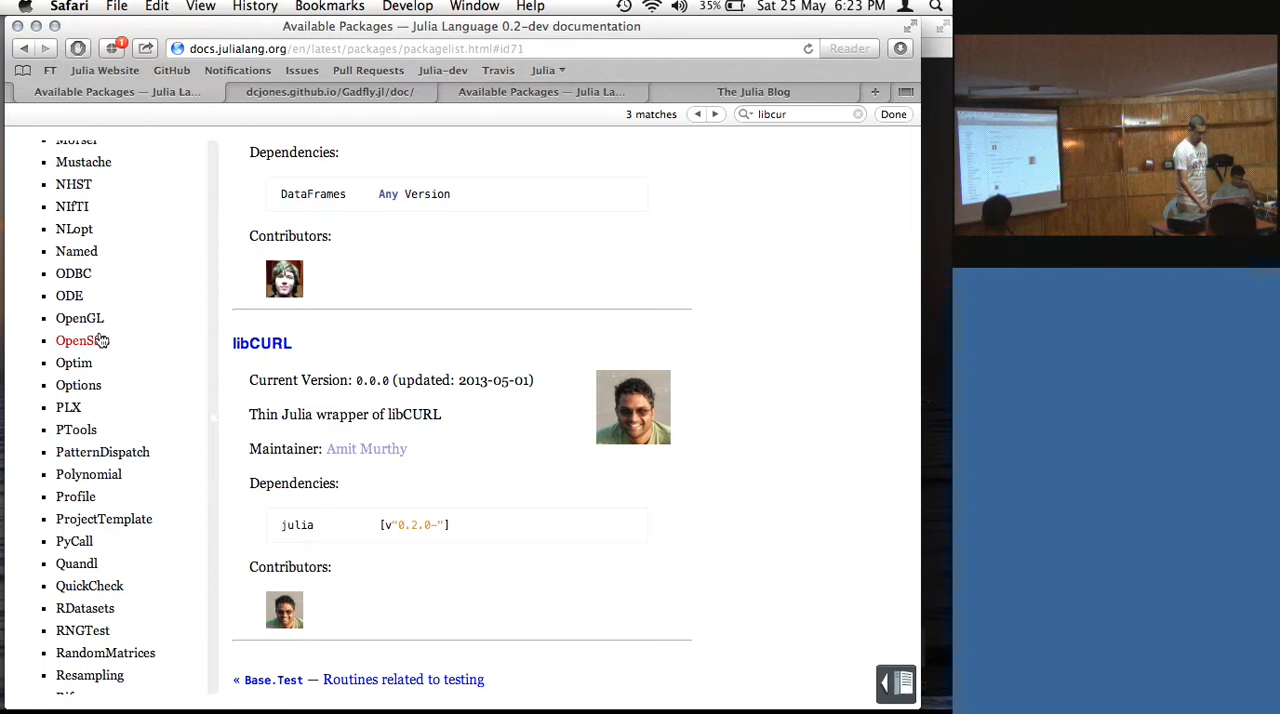 Safari File Edit View History Bookmarks Develop Window Help 35% Sat 25 May 6:23 PM
Available Packages — Julia Language 0.2-dev documentation
1 docs.julialang.org/en/latest/packages/packagelist.html#id71 Reader
FT Julia Website GitHub Notifications Issues Pull Requests Julia-dev Travis Julia
Available Packages — Julia La... dcjones.github.io/Gadfly.jl/doc/ Available Packages — Julia La... The Julia Blog
3 matches libcur Done
Mustache
NHST
NIfTI
NLopt
Named
ODBC
ODE
OpenGL
Optim
Options
PLX
PTools
PatternDispatch
Polynomial
Profile
ProjectTemplate
PyCall
Quandl
QuickCheck
RDatasets
RNGTest
RandomMatrices
Resampling
Dependencies:
DataFrames Any Version
Contributors:
libCURL
Current Version: 0.0.0 (updated: 2013-05-01)
Thin Julia wrapper of libCURL
Maintainer: Amit Murthy
Dependencies:
julia [v"0.2.0-"]
Contributors:
« Base.Test — Routines related to testing